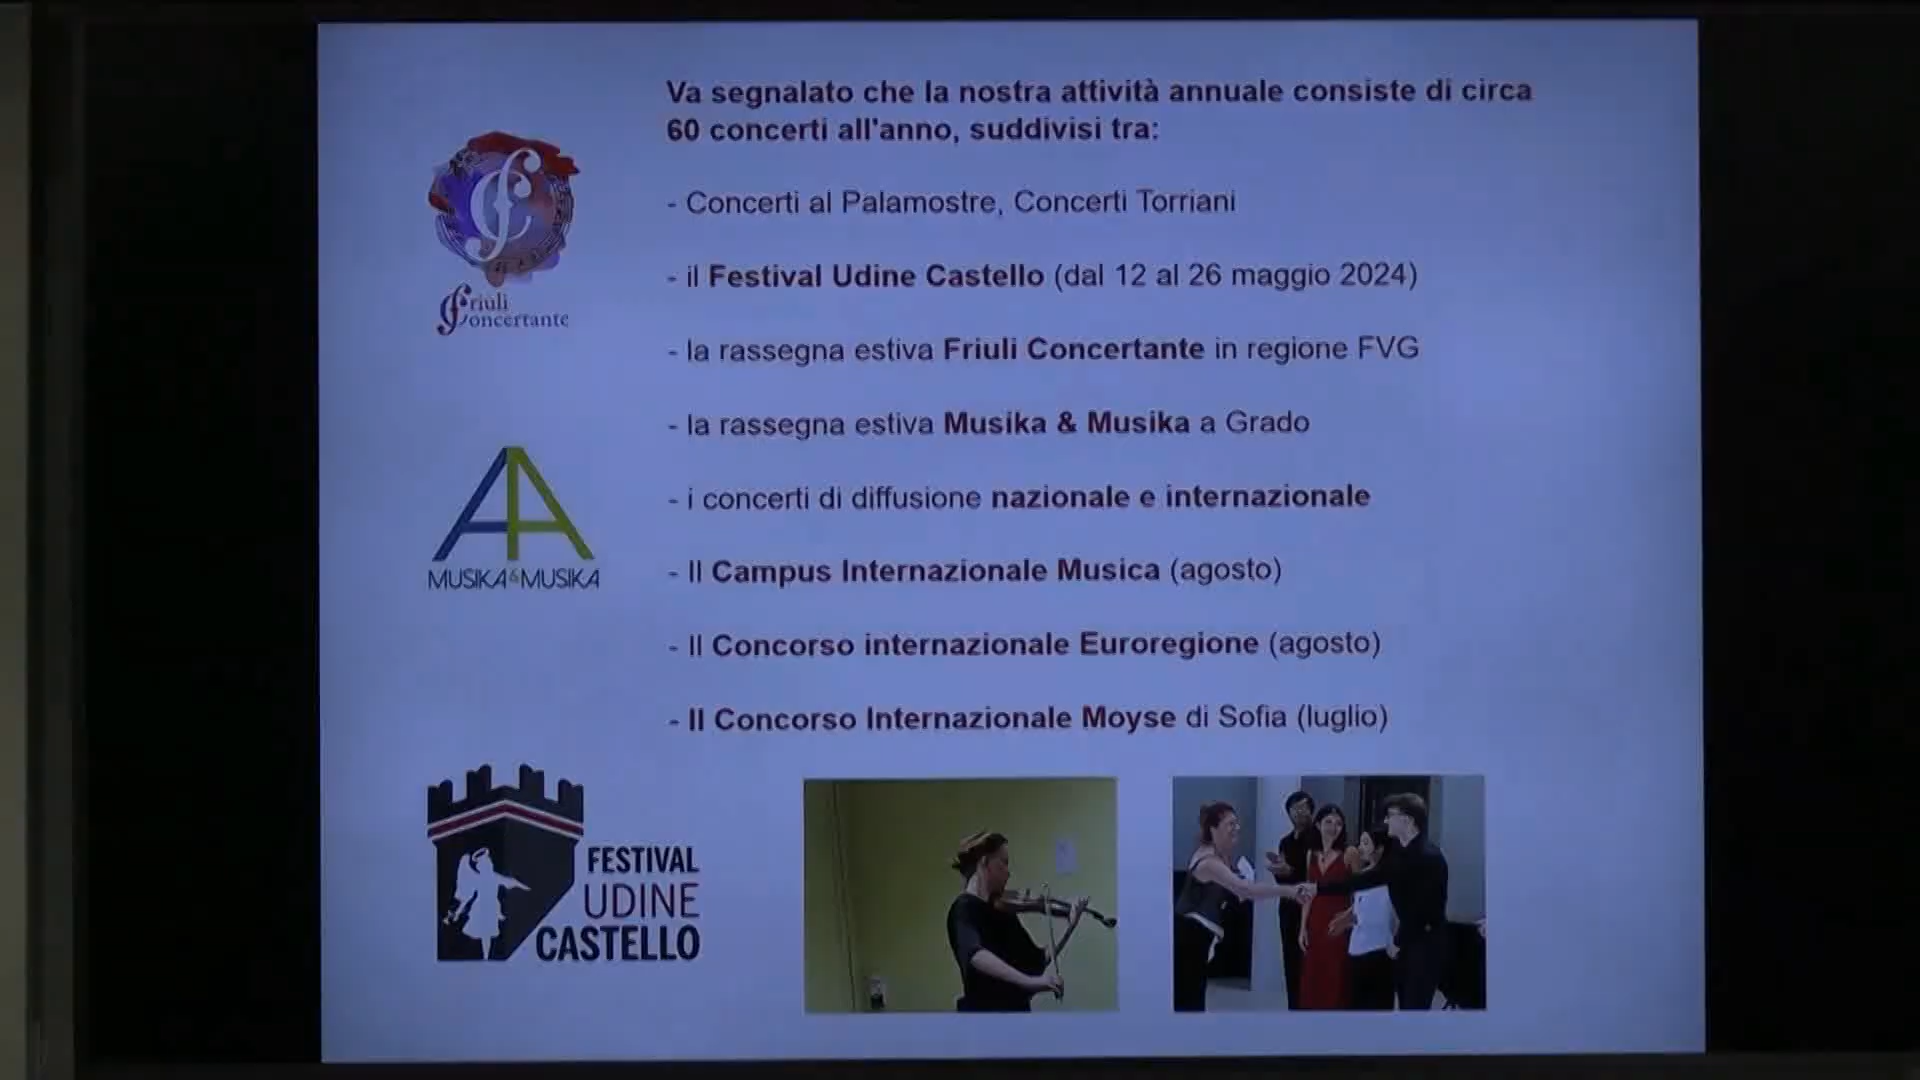 Va segnalato che la nostra attività annuale consiste di circa
60 concerti all'anno, suddivisi tra:
- Concerti al Palamostre, Concerti Torriani
- il Festival Udine Castello (dal 12 al 26 maggio 2024)
- la rassegna estiva Friuli Concertante in regione FVG
- la rassegna estiva Musika & Musika a Grado
- i concerti di diffusione nazionale e internazionale
- Il Campus Internazionale Musica (agosto)
- Il Concorso internazionale Euroregione (agosto)
- Il Concorso Internazionale Moyse di Sofia (luglio)
Friuli
Concertante
MUSIKA&MUSIKA
FESTIVAL
UDINE
CASTELLO